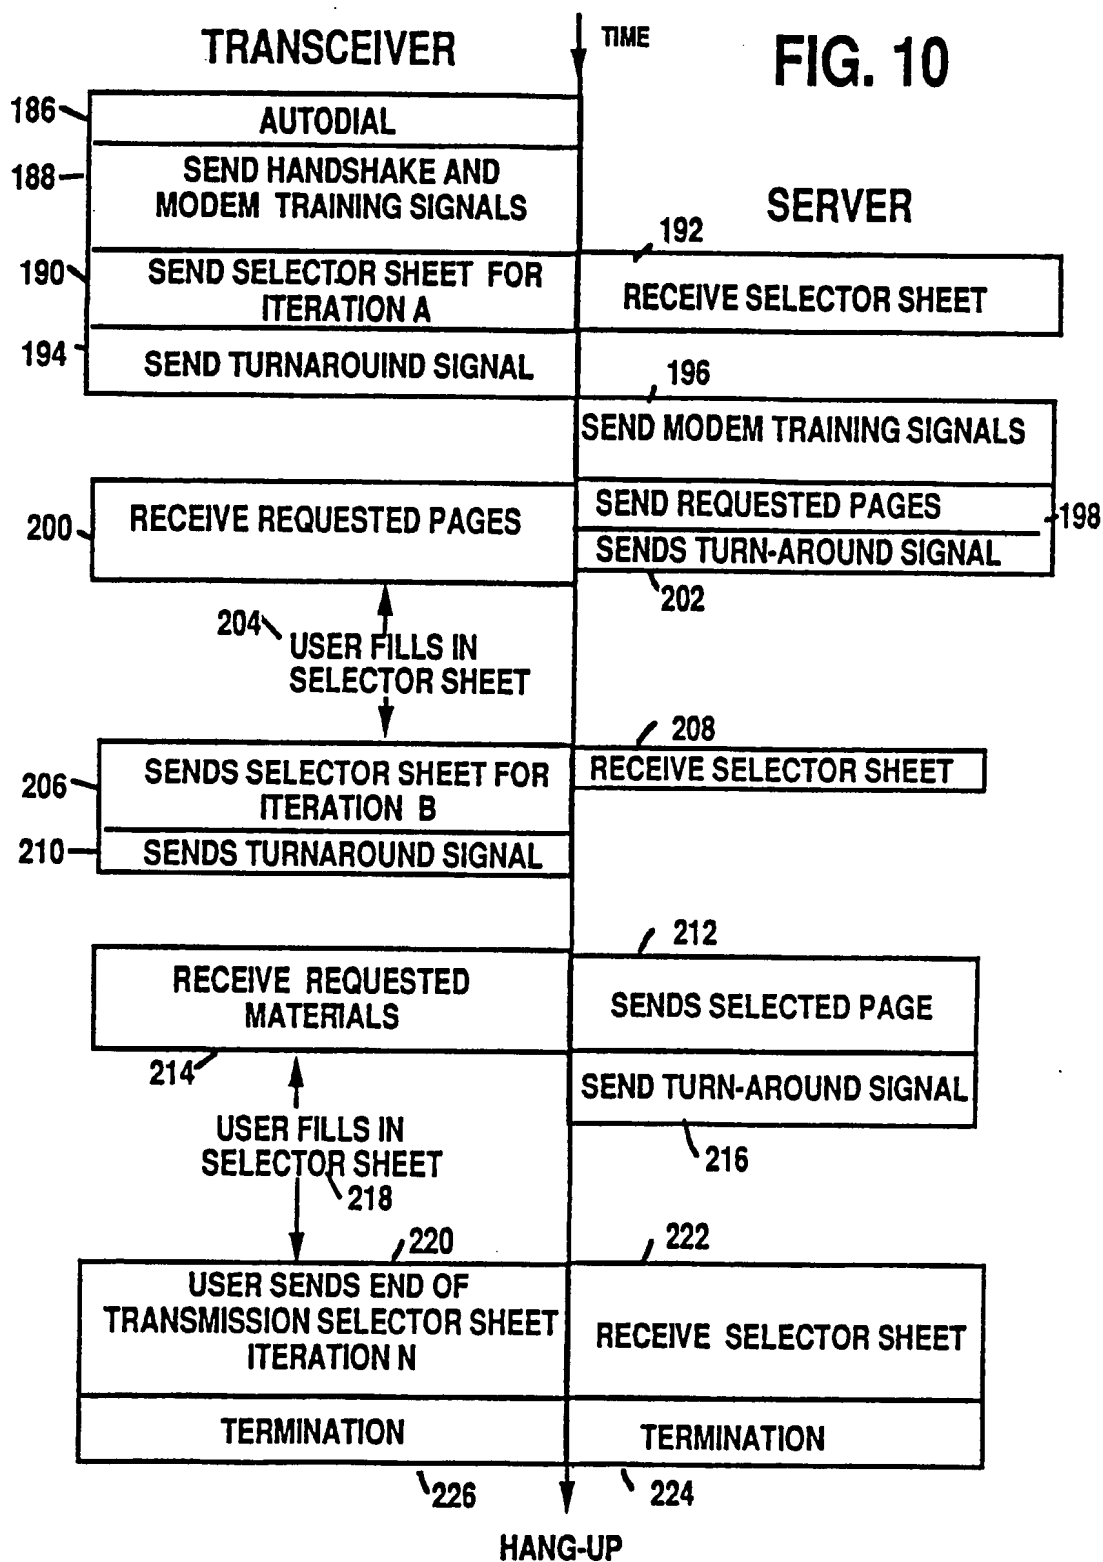 TRANSCEIVER
TIME
FIG. 10
186
AUTODIAL
188
SEND HANDSHAKE AND
MODEM TRAINING SIGNALS
SERVER
192
190
SEND SELECTOR SHEET FOR
ITERATION A
RECEIVE SELECTOR SHEET
194
SEND TURNAROUIND SIGNAL
196
SEND MODEM TRAINING SIGNALS
200
RECEIVE REQUESTED PAGES
SEND REQUESTED PAGES
198
SENDS TURN-AROUND SIGNAL
202
204
USER FILLS IN
SELECTOR SHEET
208
206
SENDS SELECTOR SHEET FOR
ITERATION B
RECEIVE SELECTOR SHEET
210
SENDS TURNAROUND SIGNAL
212
RECEIVE REQUESTED
MATERIALS
SENDS SELECTED PAGE
214
SEND TURN-AROUND SIGNAL
216
USER FILLS IN
SELECTOR SHEET
218
220
222
USER SENDS END OF
TRANSMISSION SELECTOR SHEET
ITERATION N
RECEIVE SELECTOR SHEET
TERMINATION
TERMINATION
226
224
HANG-UP